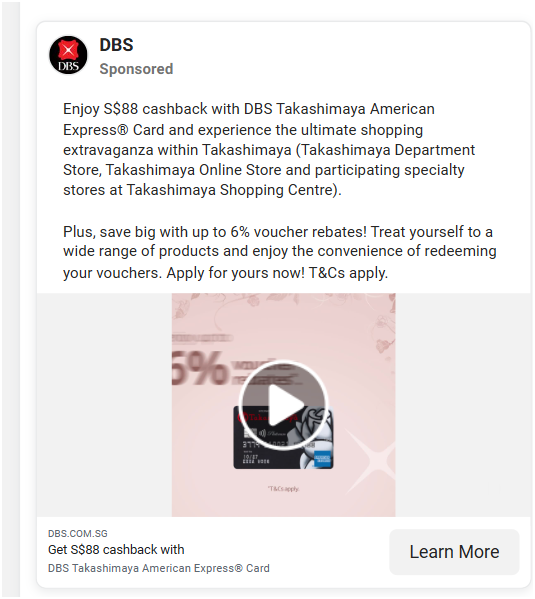 DBS
Sponsored
DBS
Enjoy S$88 cashback with DBS Takashimaya American
Express® Card and experience the ultimate shopping
extravaganza within Takashimaya (Takashimaya Department
Store, Takashimaya Online Store and participating specialty
stores at Takashimaya Shopping Centre).
Plus, save big with up to 6% voucher rebates! Treat yourself to a
wide range of products and enjoy the convenience of redeeming
your vouchers. Apply for yours now! T&Cs apply.
6% voucher
rebates
*T&Cs apply.
DBS.COM.SG
Get S$88 cashback with
DBS Takashimaya American Express® Card
Learn More